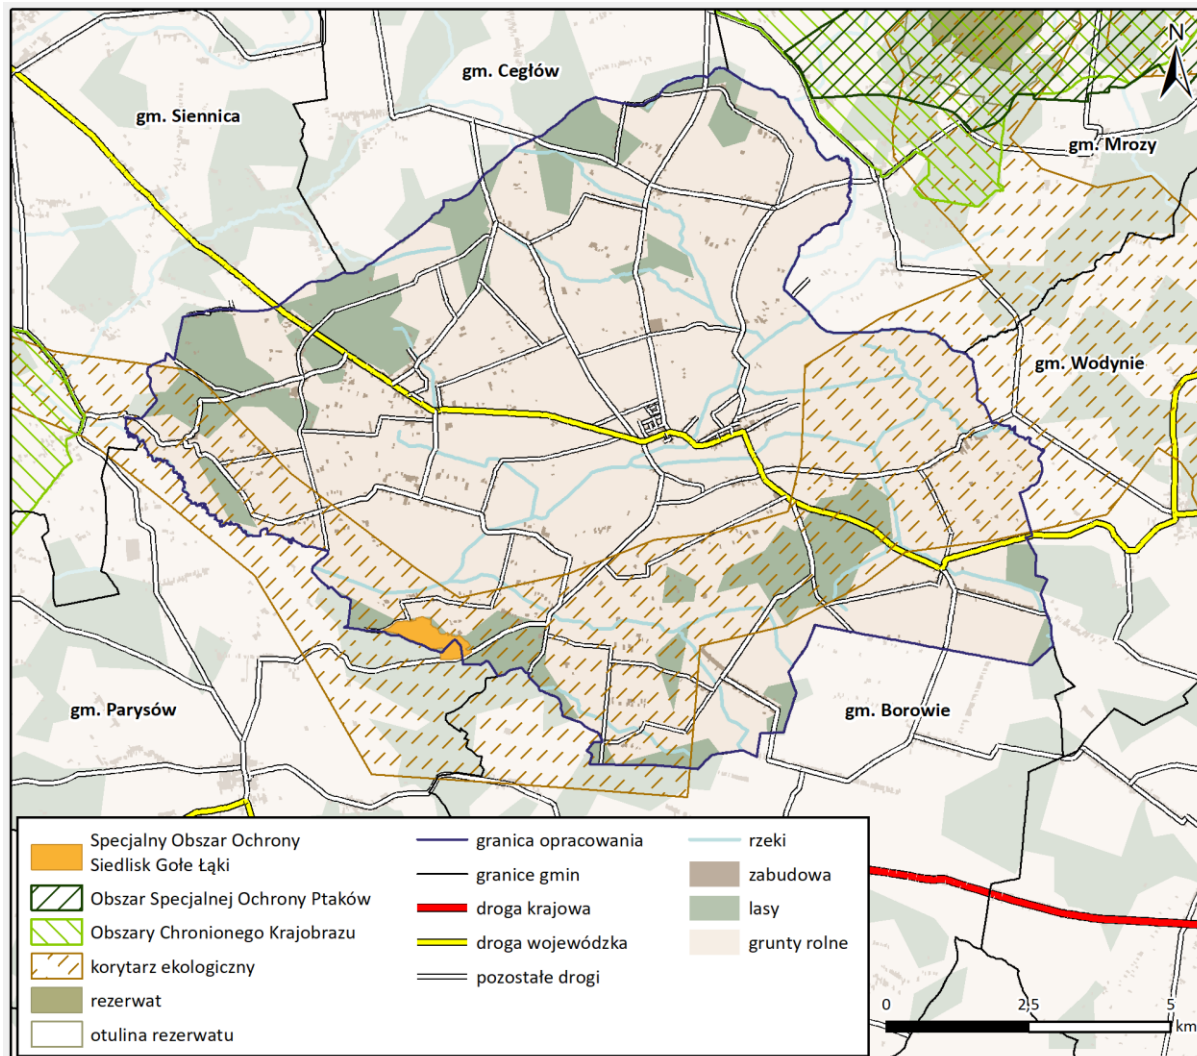 gm. Cegłów
N
gm. Siennica
gm. Mrozy
gm. Wodynie
gm. Parysów
gm. Borowie
Specjalny Obszar Ochrony
Siedlisk Gołe Łąki
Obszar Specjalnej Ochrony Ptaków
Obszary Chronionego Krajobrazu
korytarz ekologiczny
rezerwat
otulina rezerwatu
granica opracowania
granice gmin
droga krajowa
droga wojewódzka
pozostałe drogi
rzeki
zabudowa
lasy
grunty rolne
0 2,5 5
km